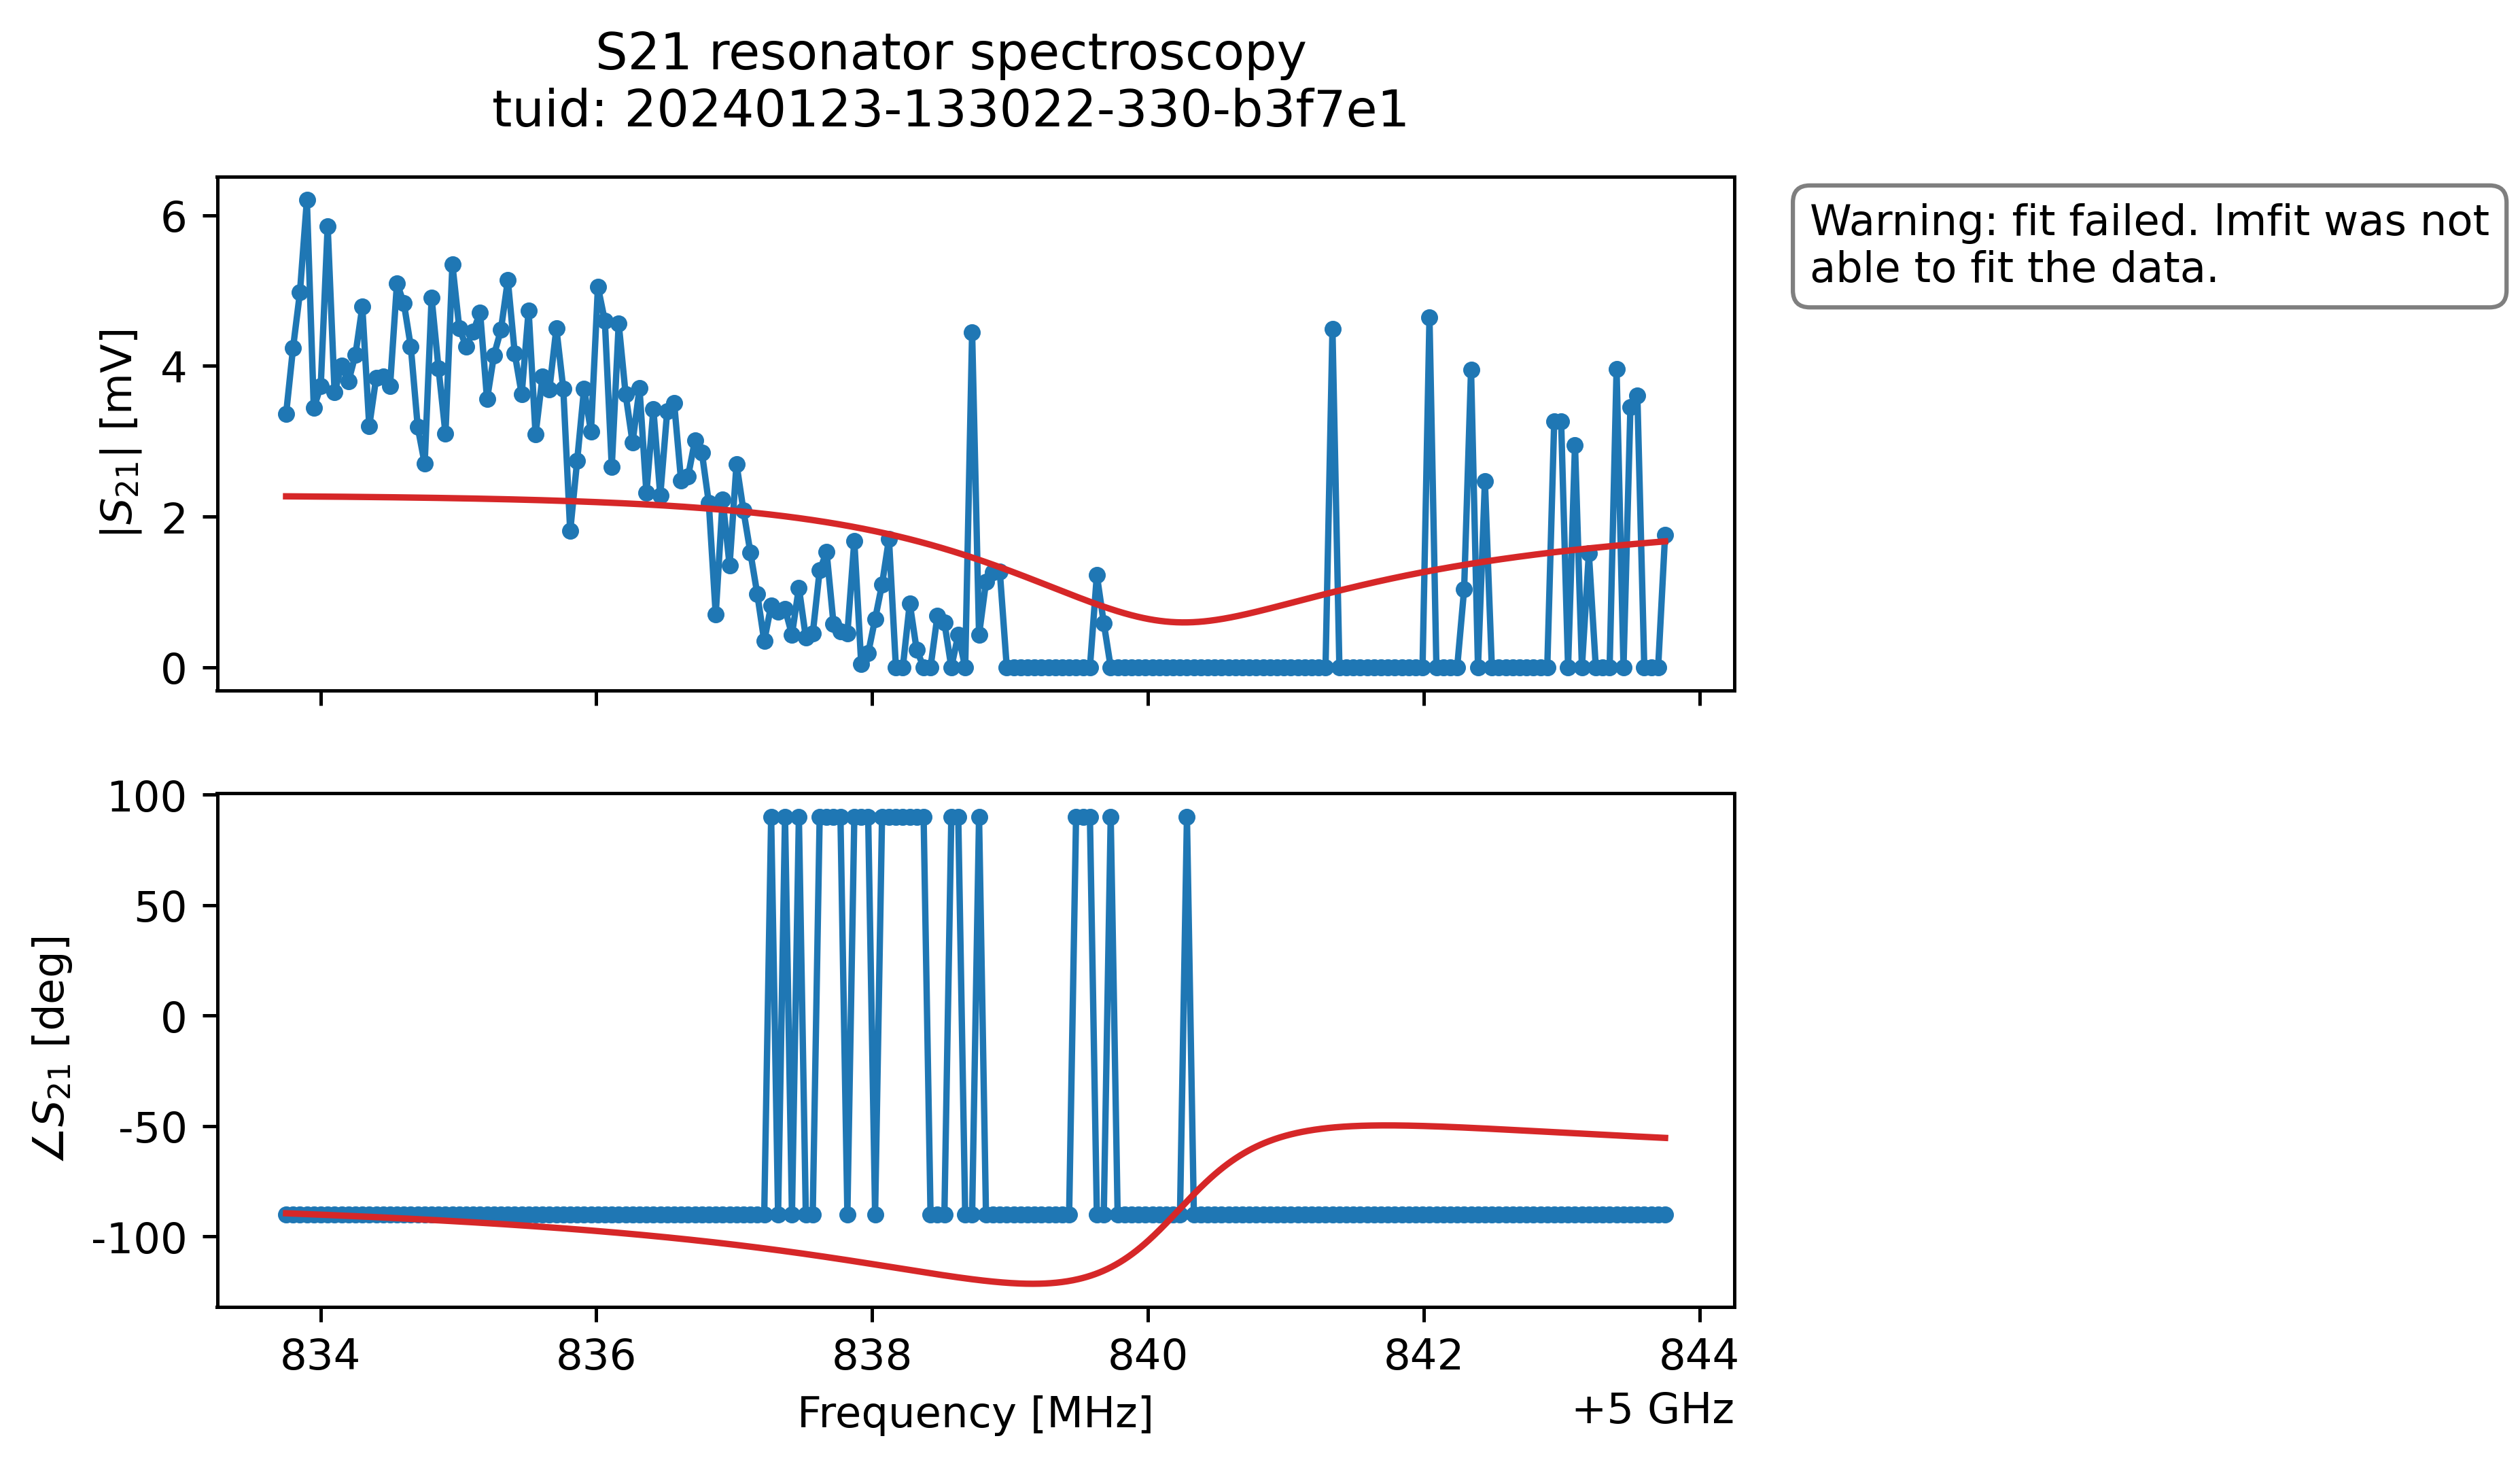 S21 resonator spectroscopy
tuid: 20240123-133022-330-b3f7e1
Warning: fit failed. lmfit was not
able to fit the data.
|S21| [mV]
6
4
2
0
∠S21 [deg]
100
50
0
-50
-100
834 836 838 840 842 844
Frequency [MHz]
+5 GHz